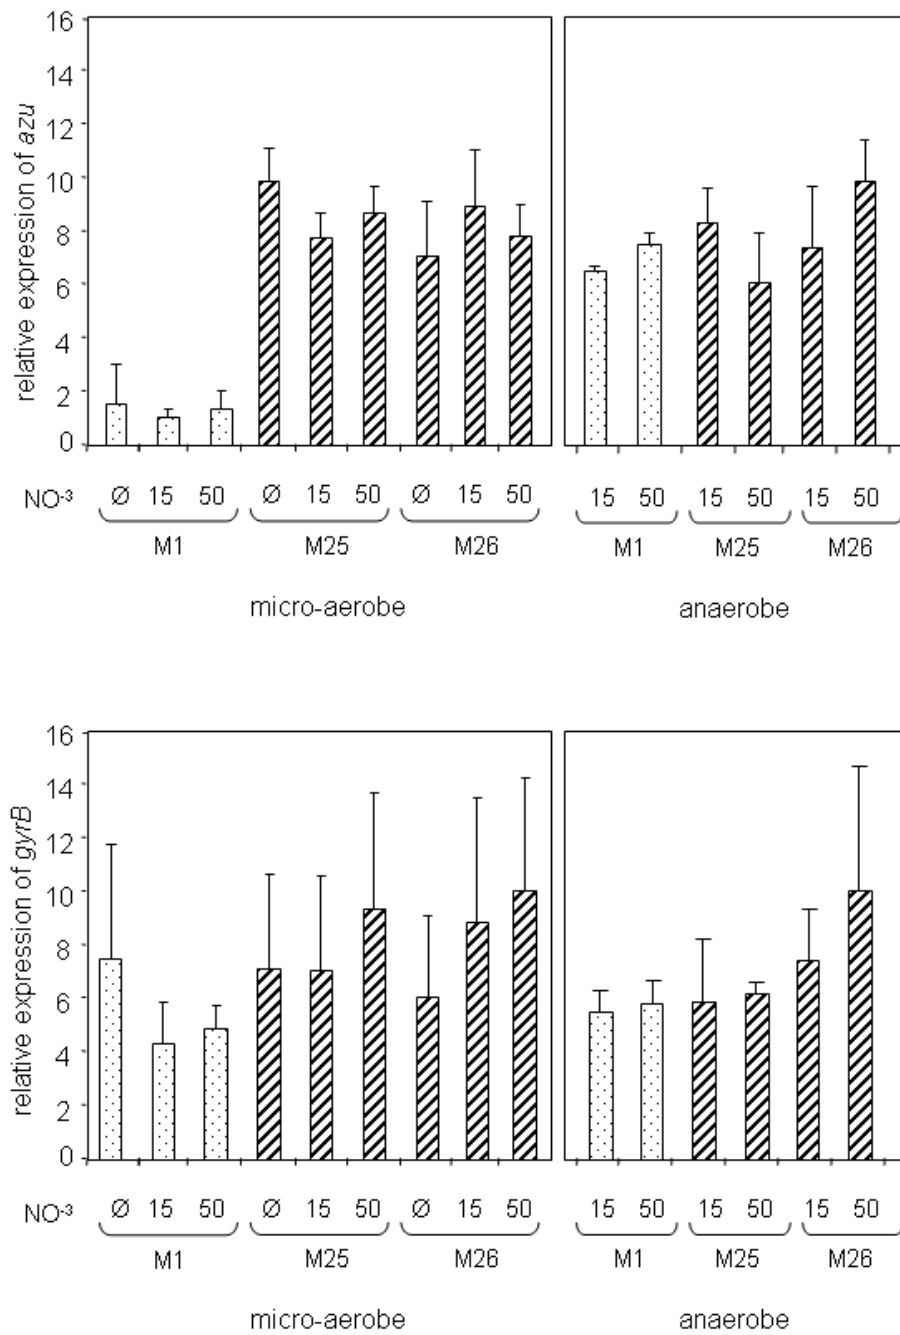 relative expression of azu
16
14
12
10
8
6
4
2
0
NO-3 Ø 15 50 Ø 15 50 Ø 15 50 15 50 15 50 15 50
M1 M25 M26 M1 M25 M26
micro-aerobe anaerobe
relative expression of gyrB
16
14
12
10
8
6
4
2
0
NO-3 Ø 15 50 Ø 15 50 Ø 15 50 15 50 15 50 15 50
M1 M25 M26 M1 M25 M26
micro-aerobe anaerobe